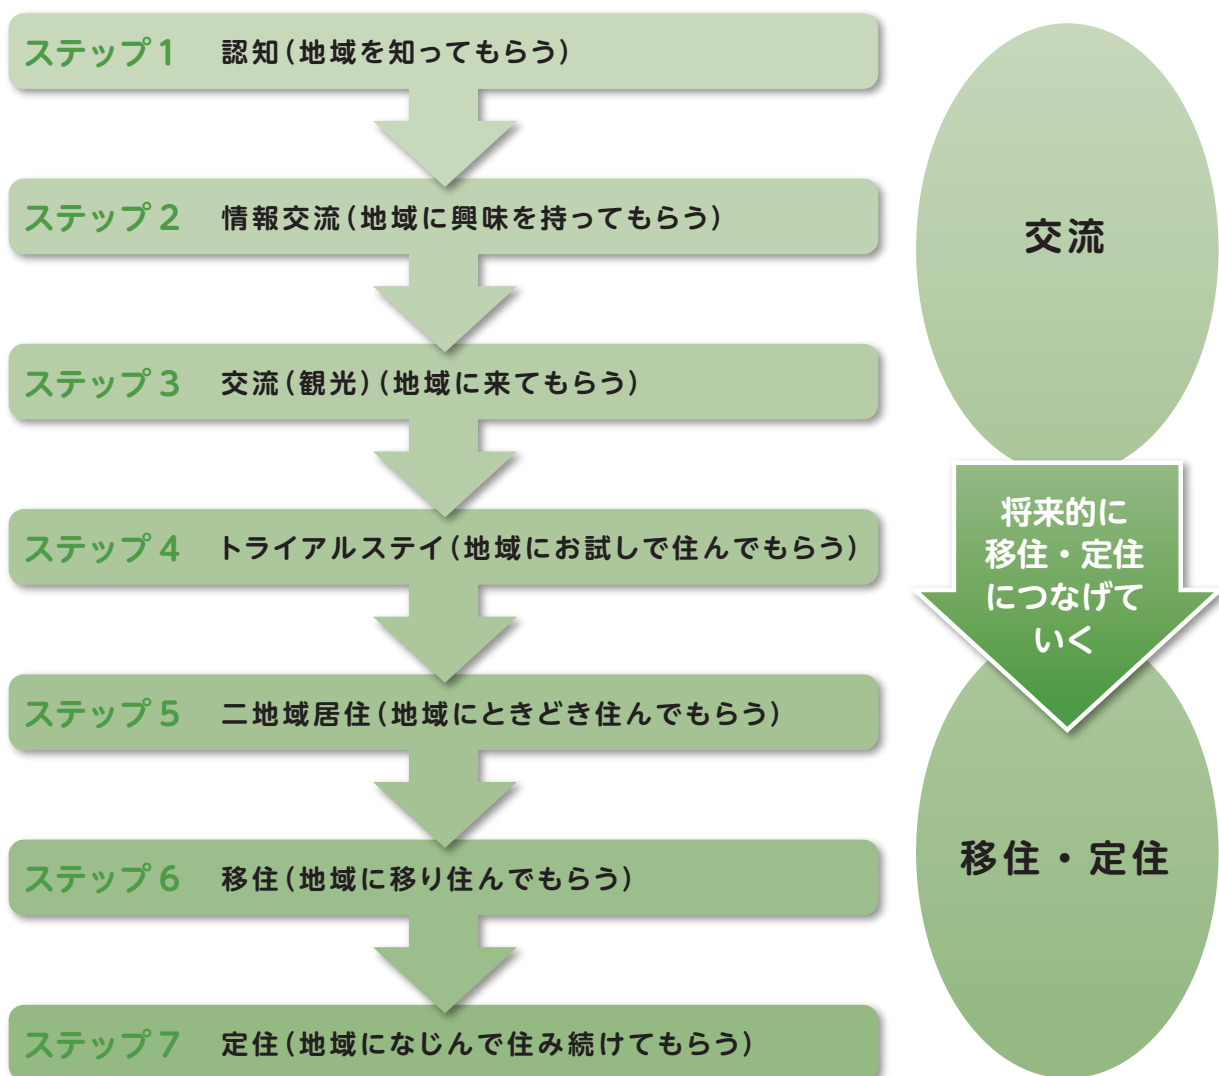 ステップ1 認知(地域を知ってもらう)
ステップ2 情報交流(地域に興味を持ってもらう)
ステップ3 交流(観光)(地域に来てもらう)
ステップ4 トライアルステイ(地域にお試しで住んでもらう)
ステップ5 二地域居住(地域にときどき住んでもらう)
ステップ6 移住(地域に移り住んでもらう)
ステップ7 定住(地域になじんで住み続けてもらう)
交流
将来的に
移住・定住
につなげて
いく
移住・定住